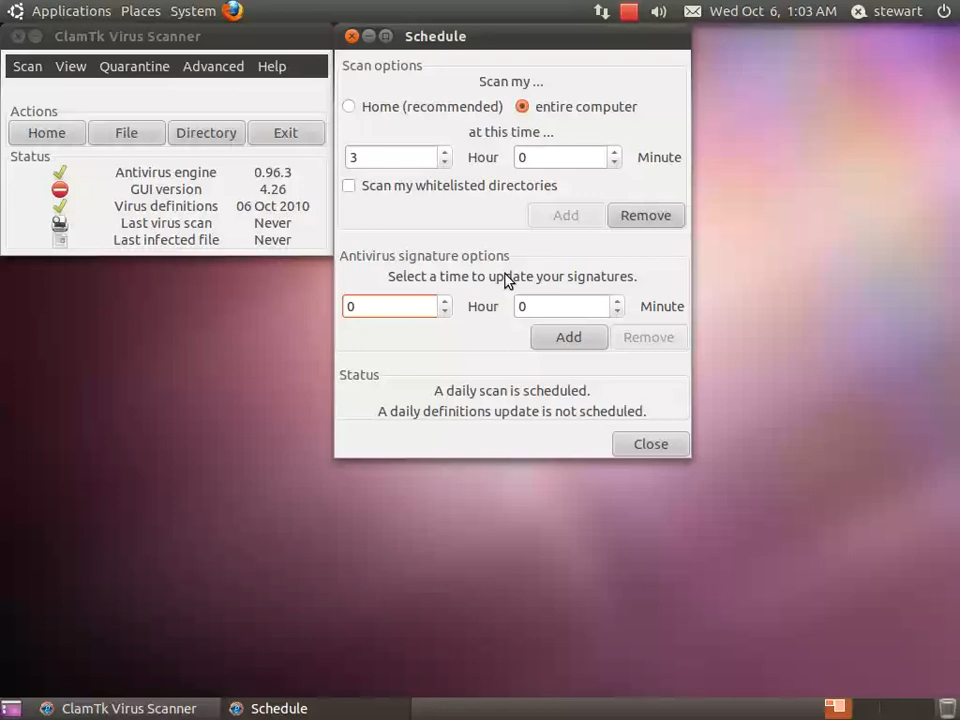 Applications Places System Wed Oct 6, 1:03 AM stewart
ClamTk Virus Scanner
Scan View Quarantine Advanced Help
Actions
Home File Directory Exit
Status
Antivirus engine 0.96.3
GUI version 4.26
Virus definitions 06 Oct 2010
Last virus scan Never
Last infected file Never
Schedule
Scan options
Scan my ...
Home (recommended) entire computer
at this time ...
3 Hour 0 Minute
Scan my whitelisted directories
Add Remove
Antivirus signature options
Select a time to update your signatures.
0 Hour 0 Minute
Add Remove
Status
A daily scan is scheduled.
A daily definitions update is not scheduled.
Close
ClamTk Virus Scanner Schedule